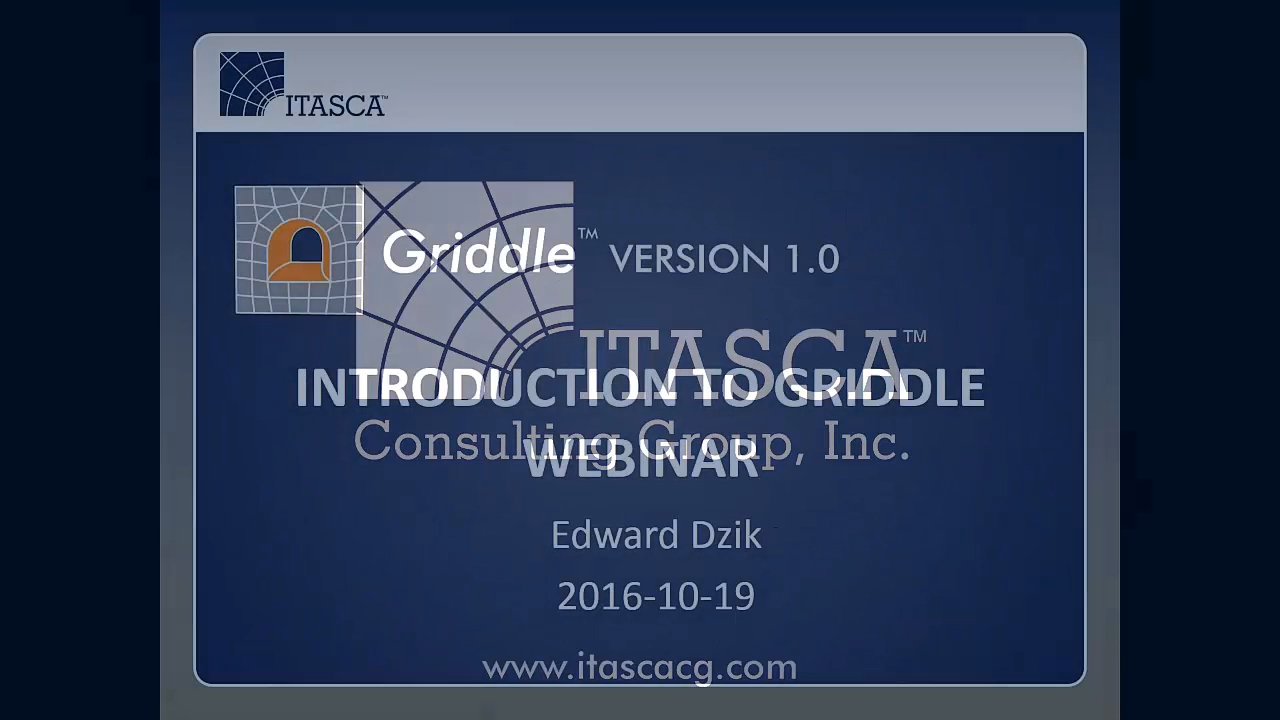 ITASCA™
Griddle™ VERSION 1.0
ITASCA™
INTRODUCTION TO GRIDDLE
Consulting Group, Inc.
WEBINAR
Edward Dzik
2016-10-19
www.itascacg.com